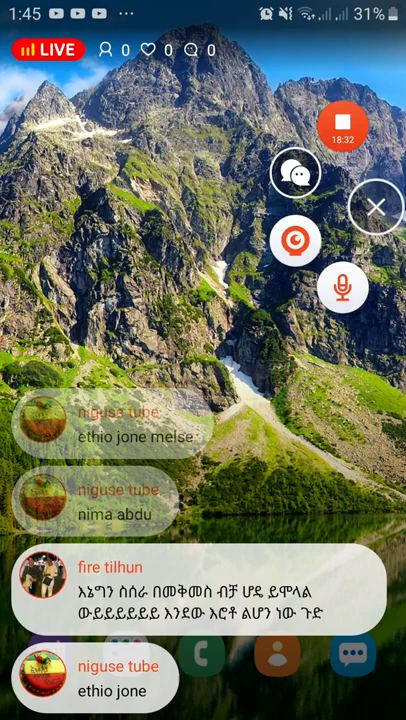 1:45
31%
LIVE
0
0
0
18:32
niguse tube
ethio jone melse
niguse tube
nima abdu
fire tilhun
እኔግን ስሰራ በመቅመስ ብቻ ሆዴ ይሞላል
ውይይይይይይ እንደው እሮቶ ልሆን ነው ጉድ
niguse tube
ethio jone